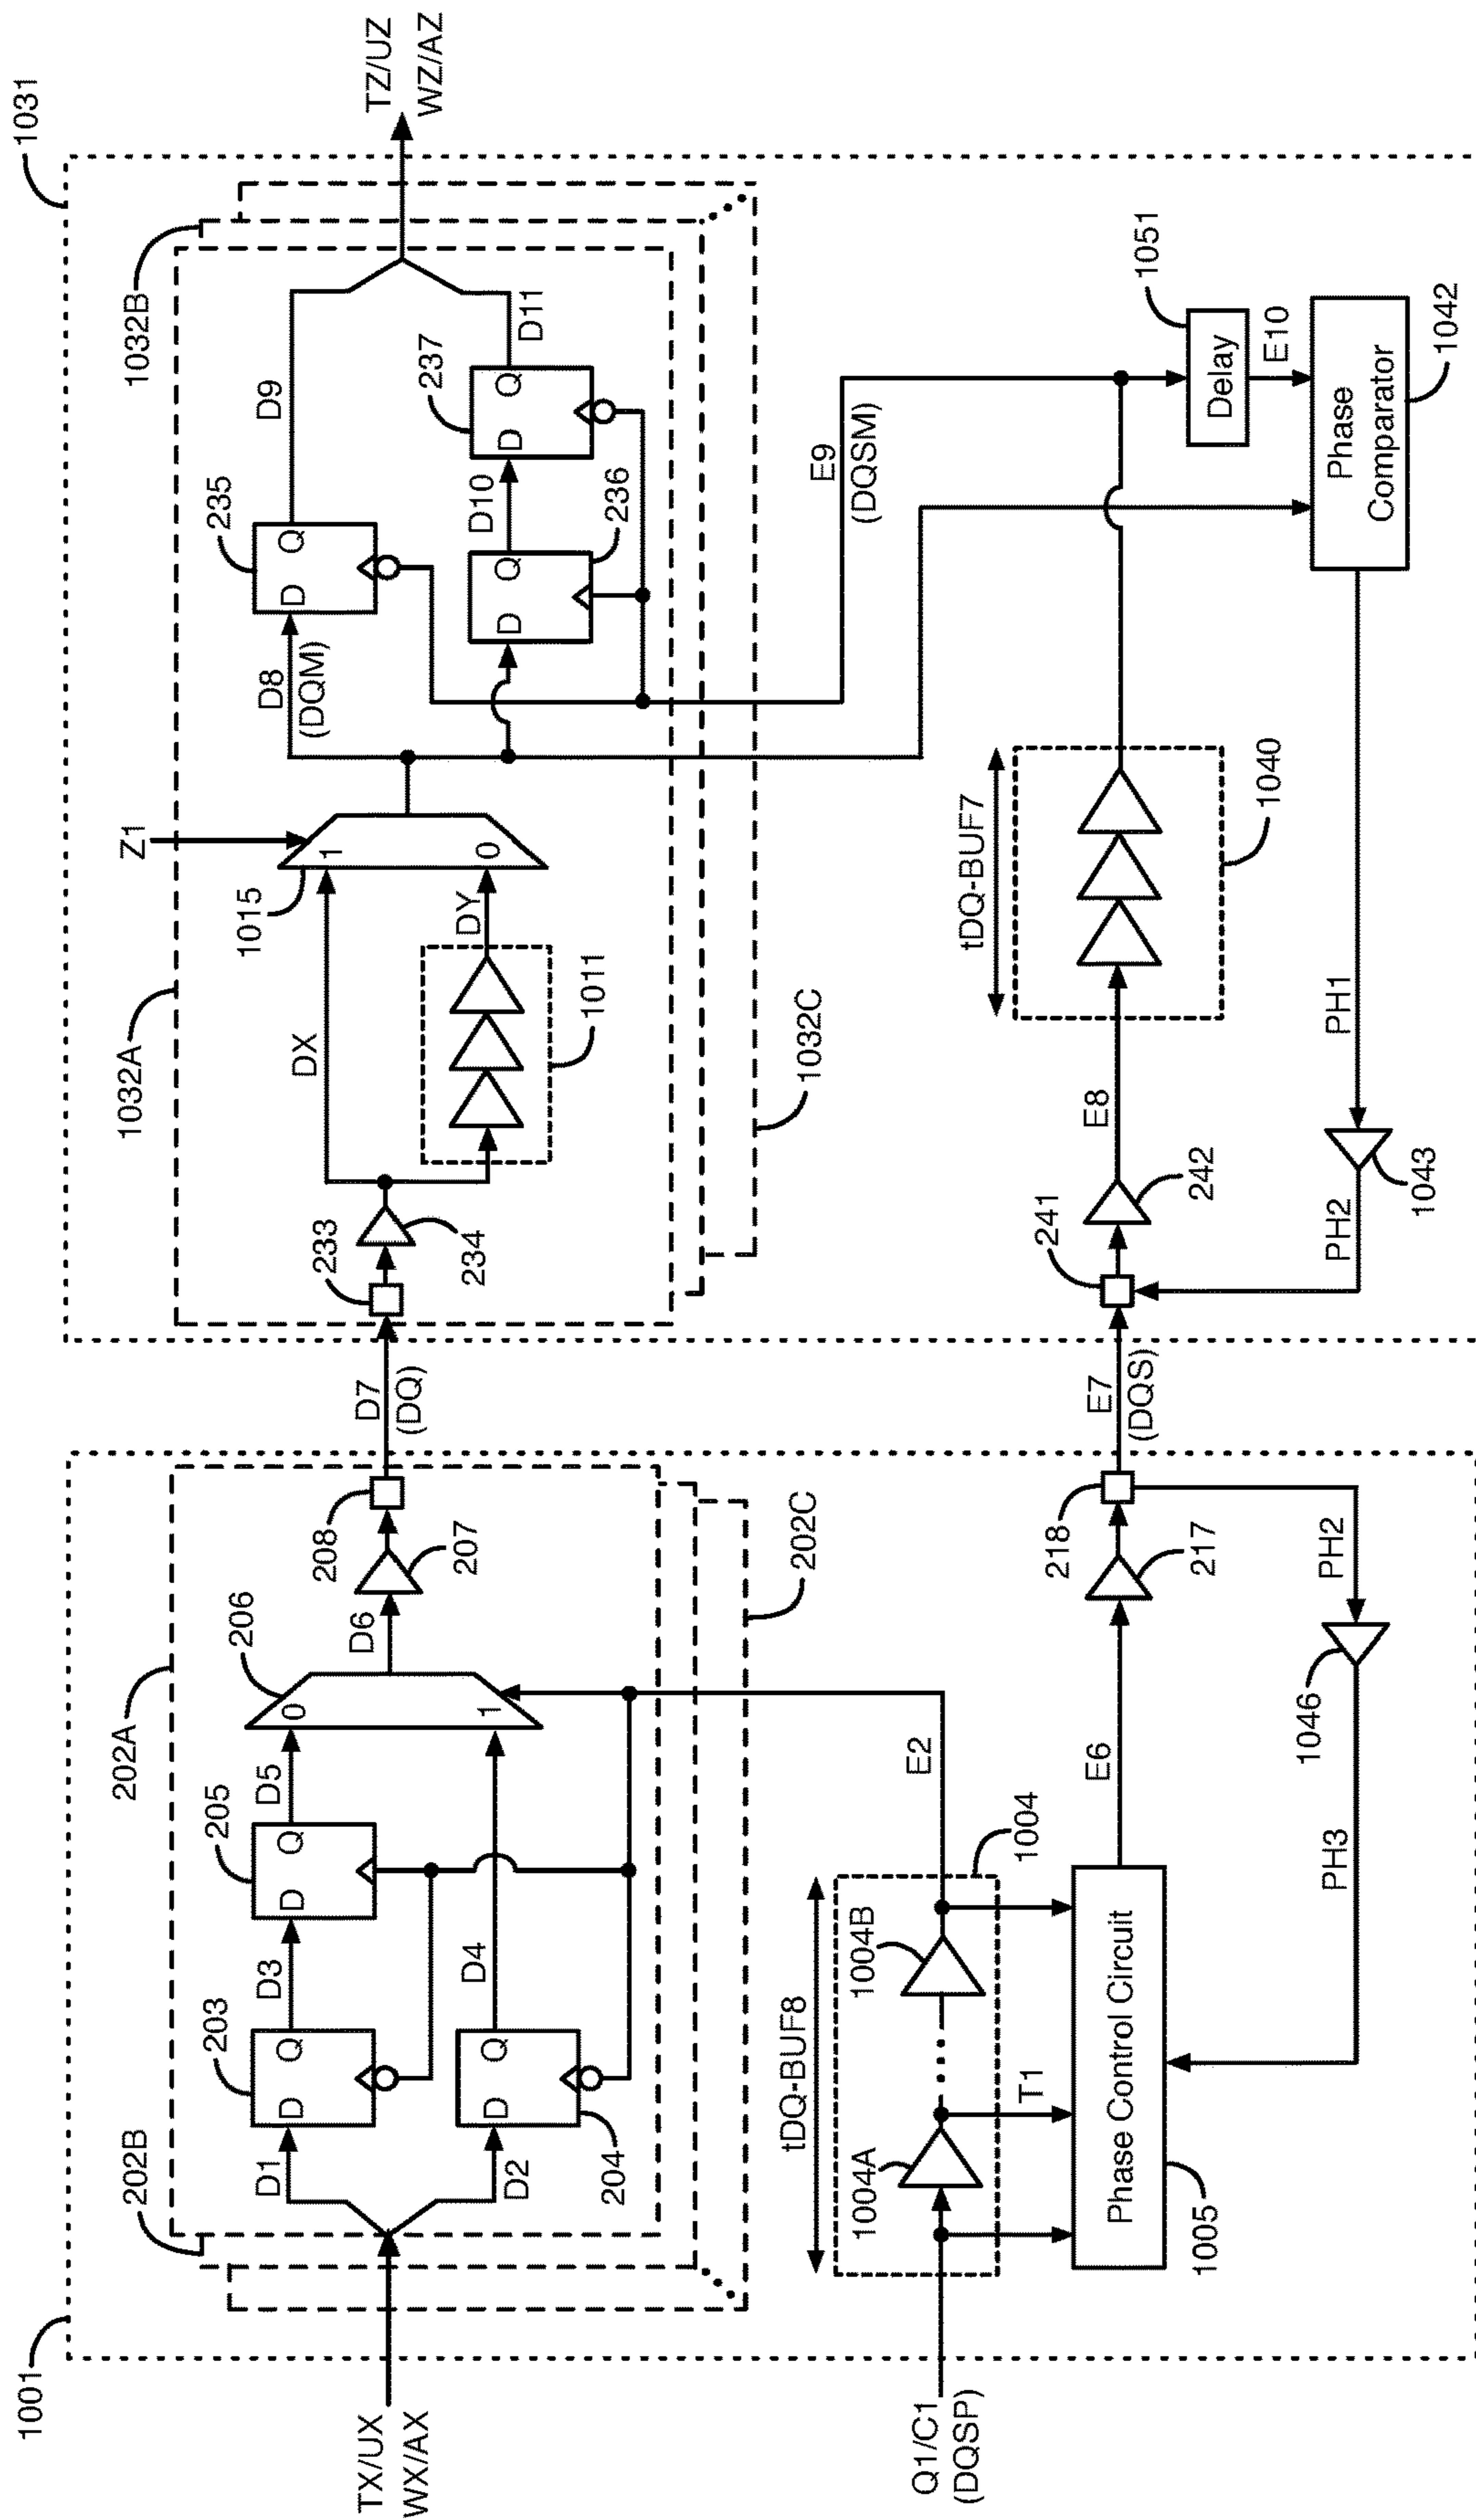 1001
TX/UX
WX/AX
202B
202A
D1
D
Q
203
D3
D
Q
205
D5
0
206
D2
D
Q
204
D4
1
D6
207
208
202C
D7
(DQ)
Q1/C1
(DQSP)
tDQ-BUF8
1004A
1004B
1004
T1
E2
Phase Control Circuit
1005
E6
217
218
PH2
1046
PH3
E7
(DQS)
1031
1032A
1032B
233
234
DX
1011
DY
1015
Z1
1
0
1032C
D8
(DQM)
D
Q
235
D9
D
Q
236
D10
D
Q
237
D11
TZ/UZ
WZ/AZ
241
242
E8
tDQ-BUF7
1040
E9
(DQSM)
1051
Delay
E10
Phase
Comparator
1042
PH1
1043
PH2